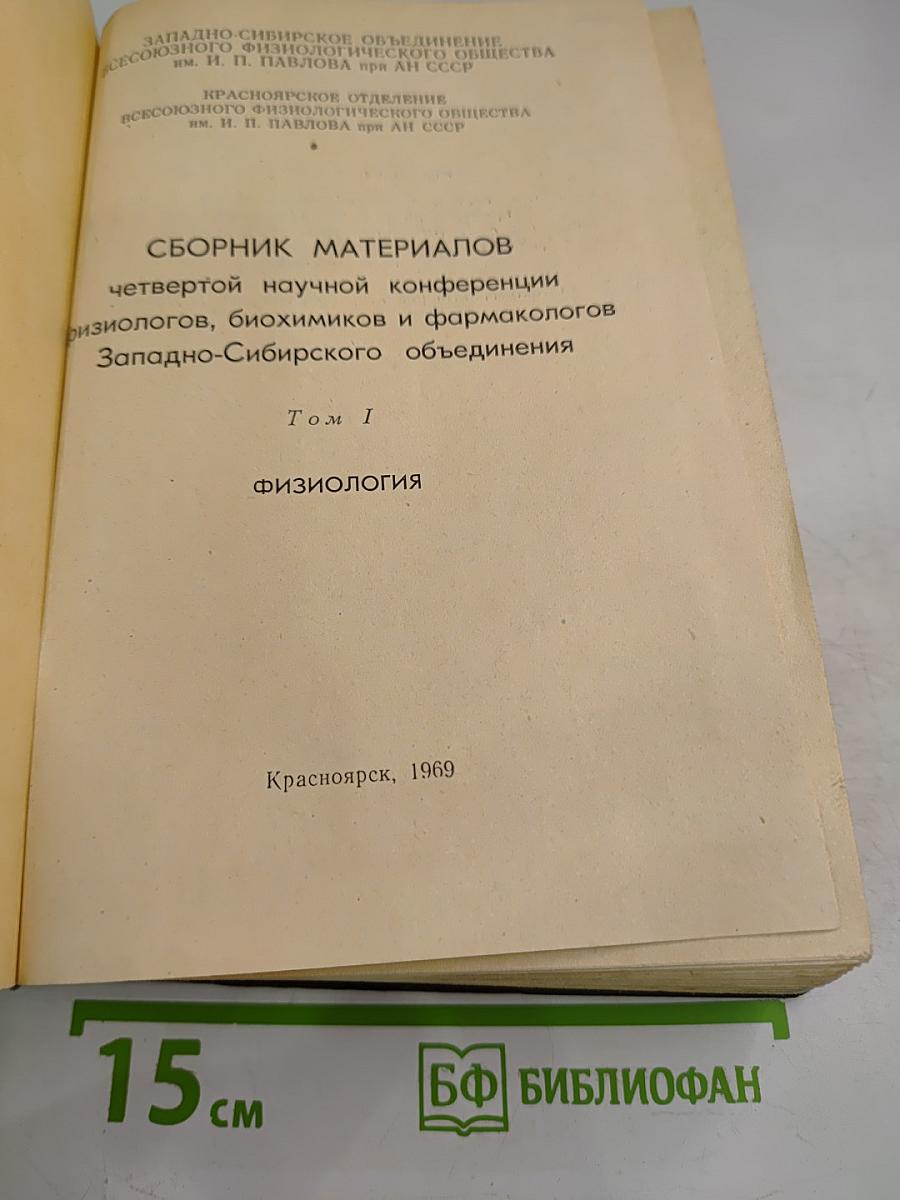 ЗАПАДНО-СИБИРСКОЕ ОБЪЕДИНЕНИЕ
ВСЕСОЮЗНОГО ФИЗИОЛОГИЧЕСКОГО ОБЩЕСТВА
им. И. П. ПАВЛОВА при АН СССР
КРАСНОЯРСКОЕ ОТДЕЛЕНИЕ
ВСЕСОЮЗНОГО ФИЗИОЛОГИЧЕСКОГО ОБЩЕСТВА
им. И. П. ПАВЛОВА при АН СССР
СБОРНИК МАТЕРИАЛОВ
четвертой научной конференции
физиологов, биохимиков и фармакологов
Западно-Сибирского объединения
Том I
ФИЗИОЛОГИЯ
Красноярск, 1969
15 см
БФ БИБЛИОФАН